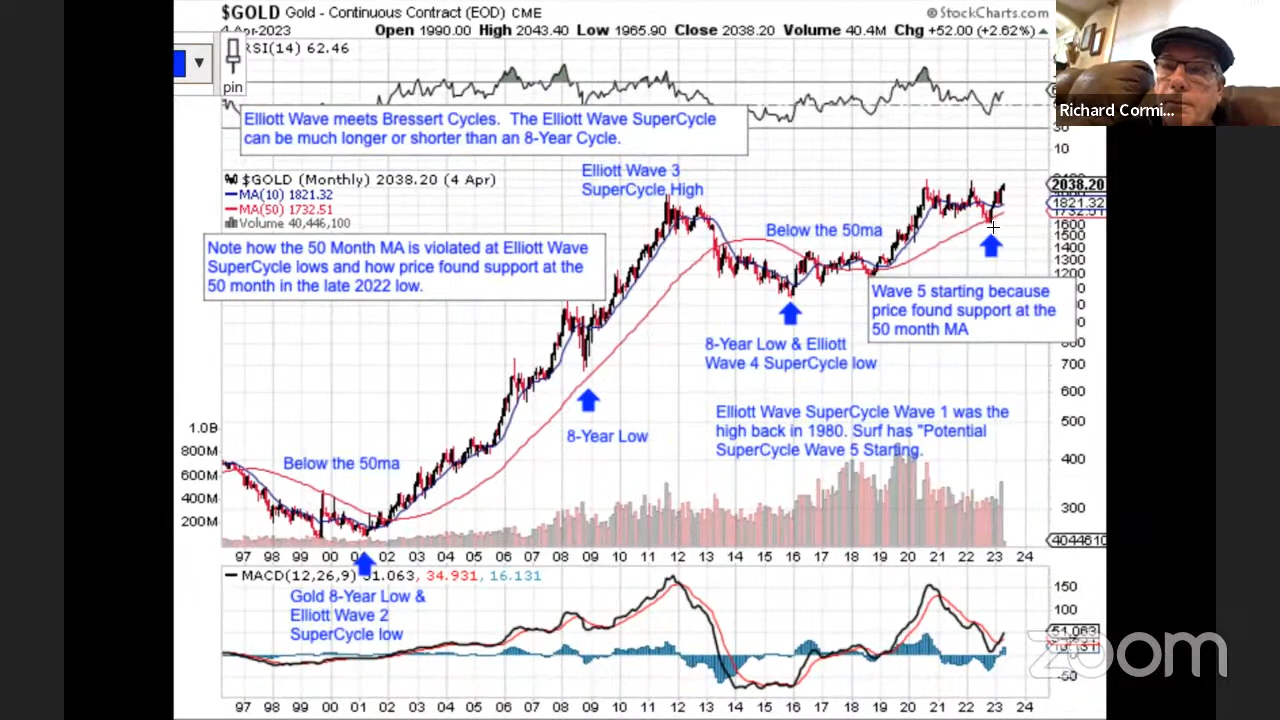 $GOLD Gold - Continuous Contract (EOD) CME
© StockCharts.com
4-Apr-2023
Open 1990.00 High 2043.40 Low 1965.90 Close 2038.20 Volume 40.4M Chg +52.00 (+2.62%)
RSI(14) 62.46
pin
Richard Cormi...
30
10
Elliott Wave meets Bressert Cycles. The Elliott Wave SuperCycle
can be much longer or shorter than an 8-Year Cycle.
Elliott Wave 3
SuperCycle High
$GOLD (Monthly) 2038.20 (4 Apr)
MA(10) 1821.32
MA(50) 1732.51
Volume 40,446,100
2038.20
1821.32
1732.51
1600
1500
1400
1300
1200
Below the 50ma
Note how the 50 Month MA is violated at Elliott Wave
SuperCycle lows and how price found support at the
50 month in the late 2022 low.
Wave 5 starting because
price found support at the
50 month MA
8-Year Low & Elliott
Wave 4 SuperCycle low
800
700
600
500
400
300
8-Year Low
Elliott Wave SuperCycle Wave 1 was the
high back in 1980. Surf has "Potential
SuperCycle Wave 5 Starting.
Below the 50ma
1.0B
800M
600M
400M
200M
4044610
97 98 99 00 01 02 03 04 05 06 07 08 09 10 11 12 13 14 15 16 17 18 19 20 21 22 23 24
MACD(12,26,9) 51.063, 34.931, 16.131
Gold 8-Year Low &
Elliott Wave 2
SuperCycle low
150
100
51.063
-50
zoom
97 98 99 00 01 02 03 04 05 06 07 08 09 10 11 12 13 14 15 16 17 18 19 20 21 22 23 24